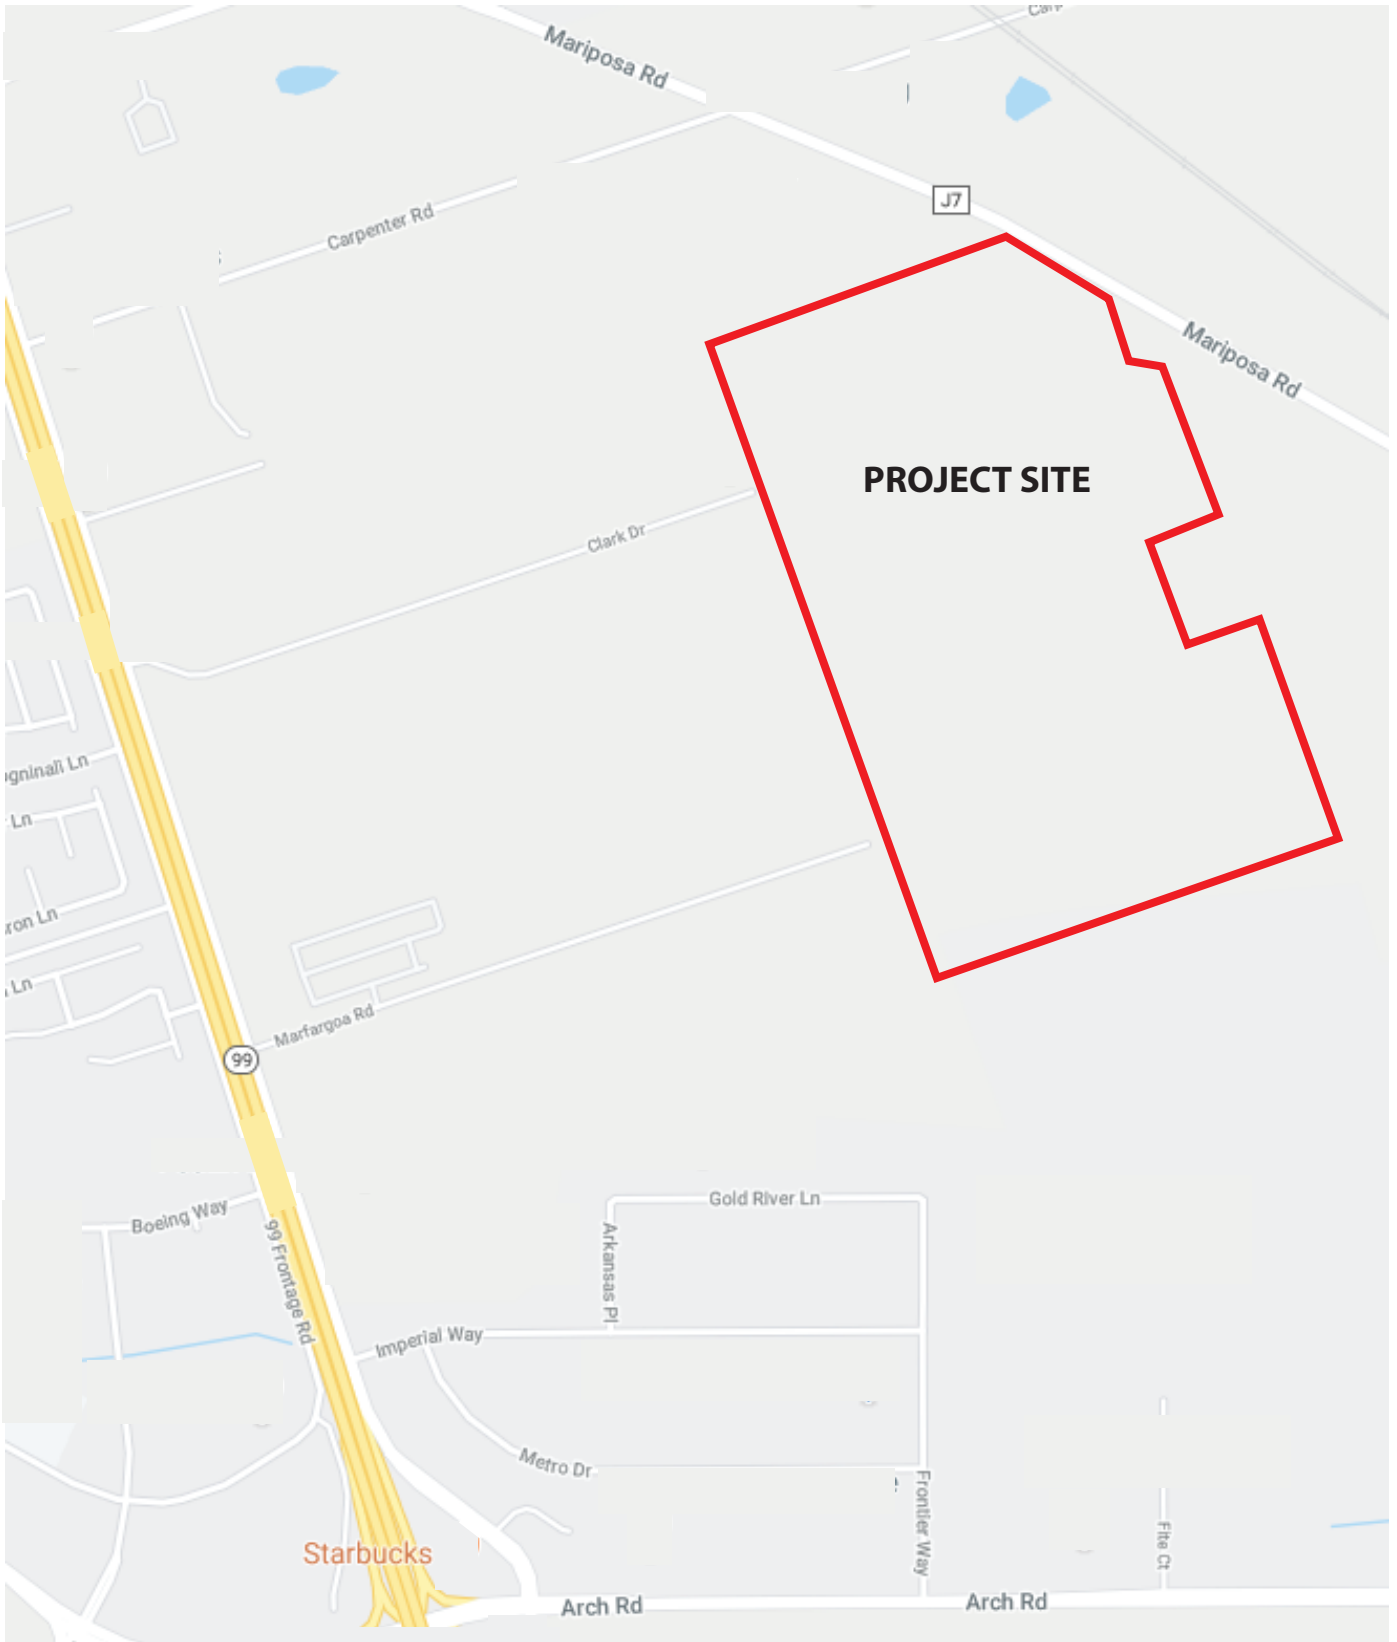 Mariposa Rd
J7
Carpenter Rd
Mariposa Rd
PROJECT SITE
Clark Dr
Ln
ron Ln
Ln
Marfargoa Rd
99
Gold River Ln
Boeing Way
99 Frontage Rd
Arkansas Pl
Imperial Way
Metro Dr
Frontier Way
Fite Ct
Starbucks
Arch Rd
Arch Rd